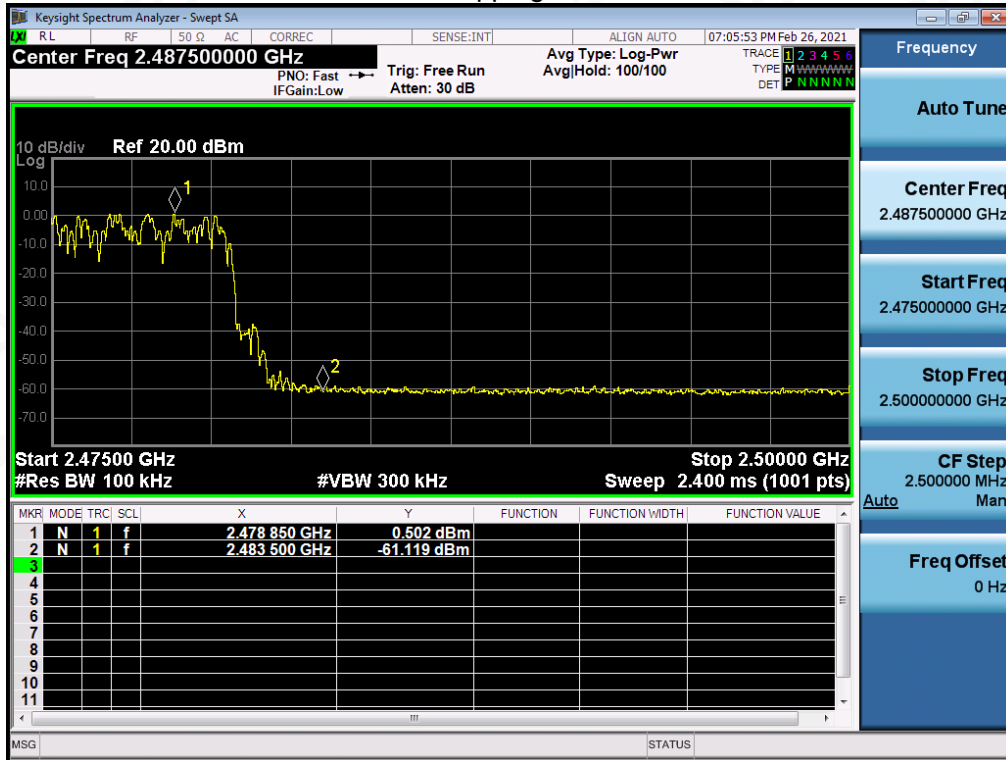 Keysight Spectrum Analyzer - Swept SA
LXI RL RF 50 Ω AC CORREC SENSE:INT ALIGN AUTO 07:05:53 PM Feb 26, 2021
Center Freq 2.487500000 GHz
PNO: Fast
IFGain:Low
Trig: Free Run
Atten: 30 dB
Avg Type: Log-Pwr
Avg|Hold: 100/100
TRACE 1 2 3 4 5 6
TYPE M WWWWW
DET P N N N N N
10 dB/div Ref 20.00 dBm
Log
10.0
0.00
-10.0
-20.0
-30.0
-40.0
-50.0
-60.0
-70.0
1
2
Start 2.47500 GHz Stop 2.50000 GHz
#Res BW 100 kHz #VBW 300 kHz Sweep 2.400 ms (1001 pts)
MKR MODE TRC SCL X Y FUNCTION FUNCTION WIDTH FUNCTION VALUE
1 N 1 f 2.478 850 GHz 0.502 dBm
2 N 1 f 2.483 500 GHz -61.119 dBm
3
4
5
6
7
8
9
10
11
MSG STATUS
Frequency
Auto Tune
Center Freq
2.487500000 GHz
Start Freq
2.475000000 GHz
Stop Freq
2.500000000 GHz
CF Step
2.500000 MHz
Auto Man
Freq Offset
0 Hz